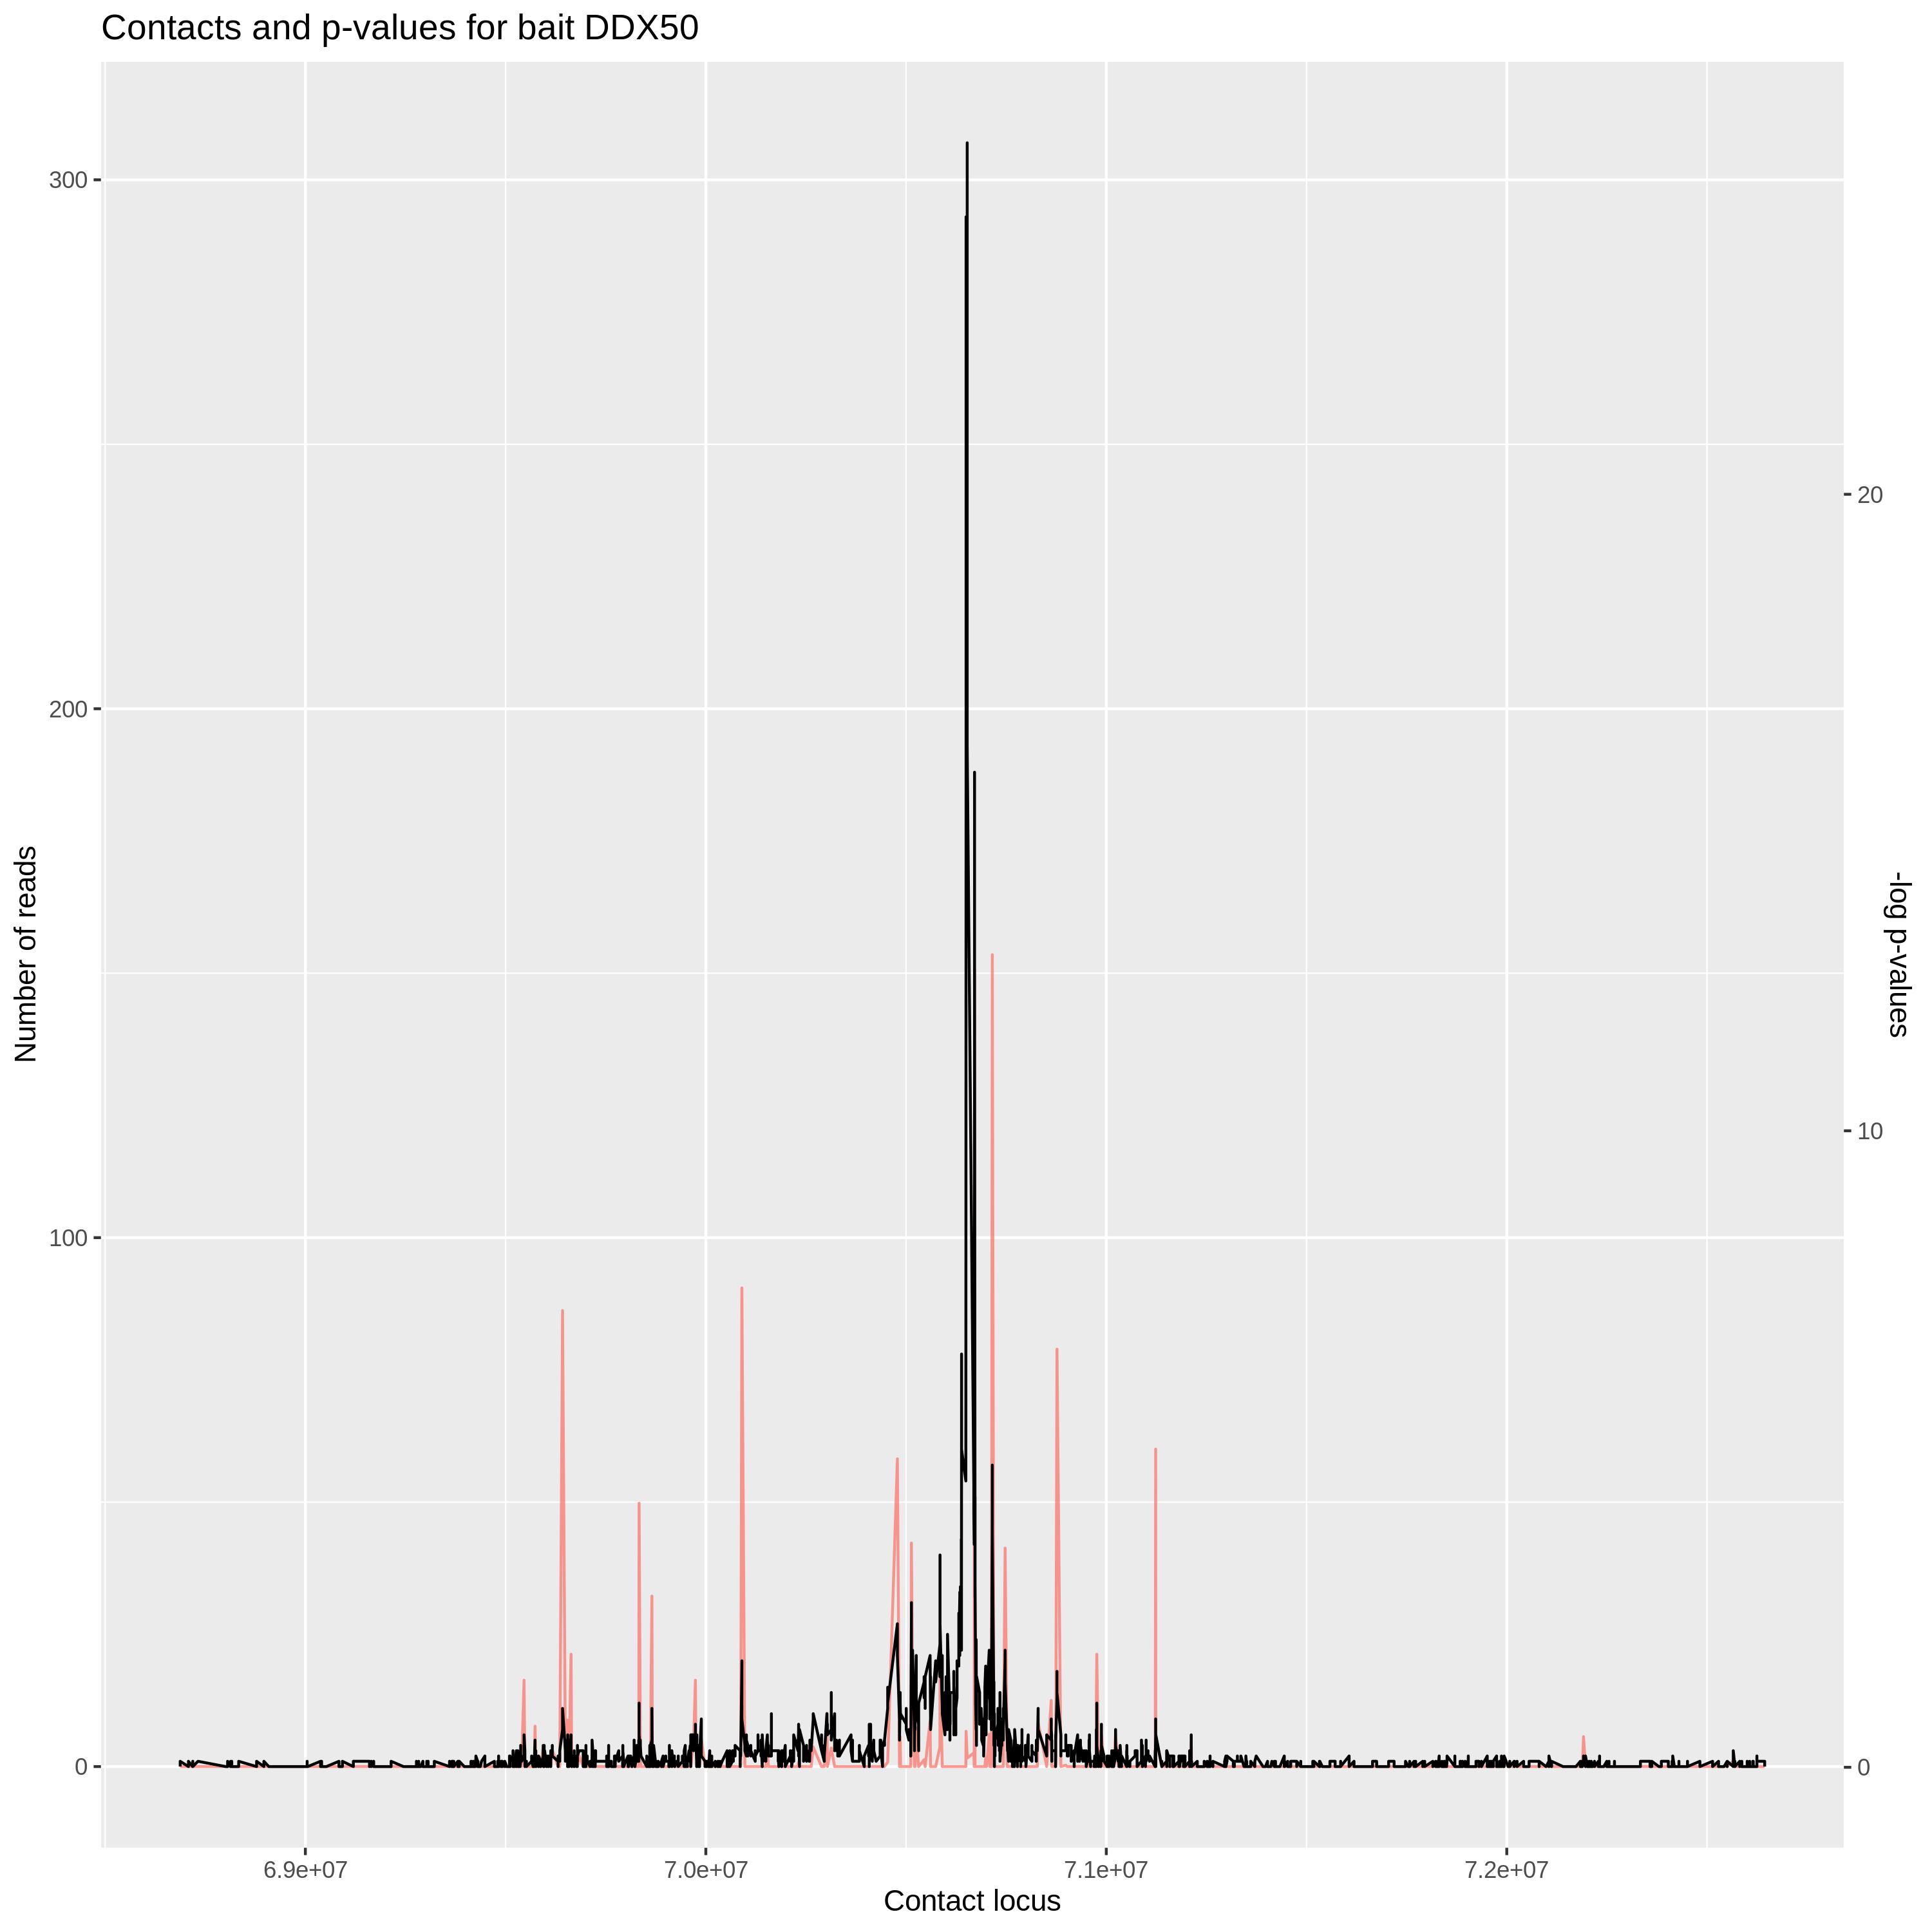 Contacts and p-values for bait DDX50
300
200
100
0
Number of reads
20
10
0
-log p-values
6.9e+07
7.0e+07
7.1e+07
7.2e+07
Contact locus